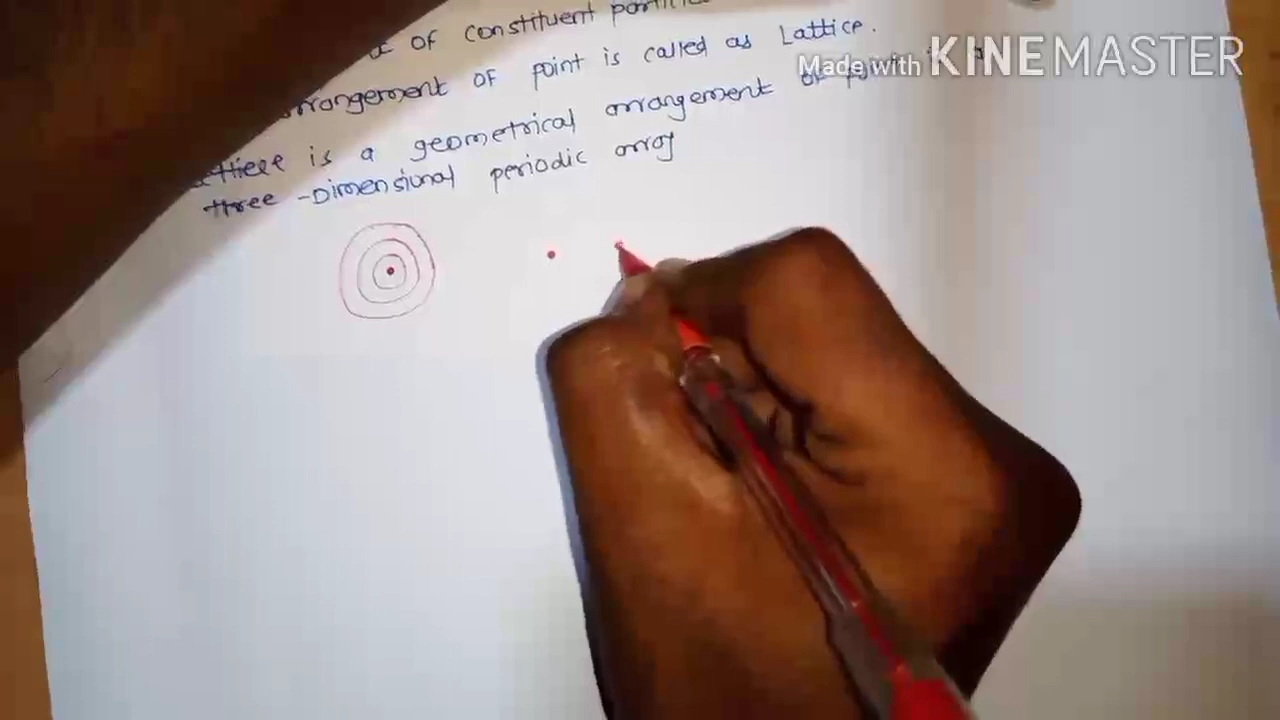 of constituent
arrangement of point is called as Lattice.
is a geometrical arrangement of point
three-Dimensional periodic array
Made with KINEMASTER